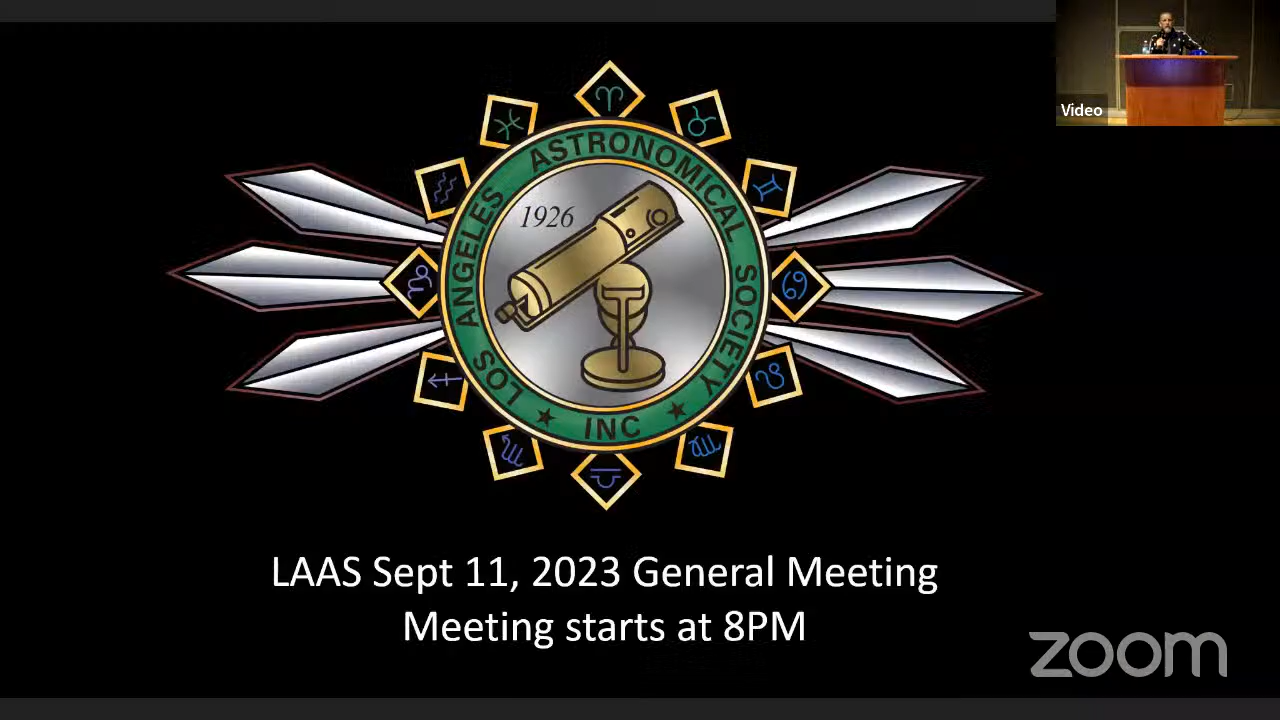 Video
1926
LOS ANGELES ASTRONOMICAL SOCIETY
INC
LAAS Sept 11, 2023 General Meeting
Meeting starts at 8PM
zoom